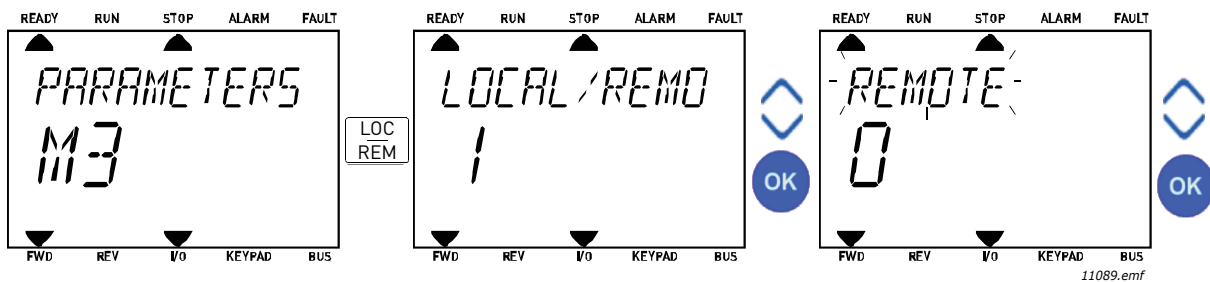 READY RUN STOP ALARM FAULT
PARAMETERS
M3
FWD REV I/O KEYPAD BUS
LOC
REM
READY RUN STOP ALARM FAULT
LOCAL/REMO
1
FWD REV I/O KEYPAD BUS
OK
READY RUN STOP ALARM FAULT
REMOTE
0
FWD REV I/O KEYPAD BUS
OK
11089.emf